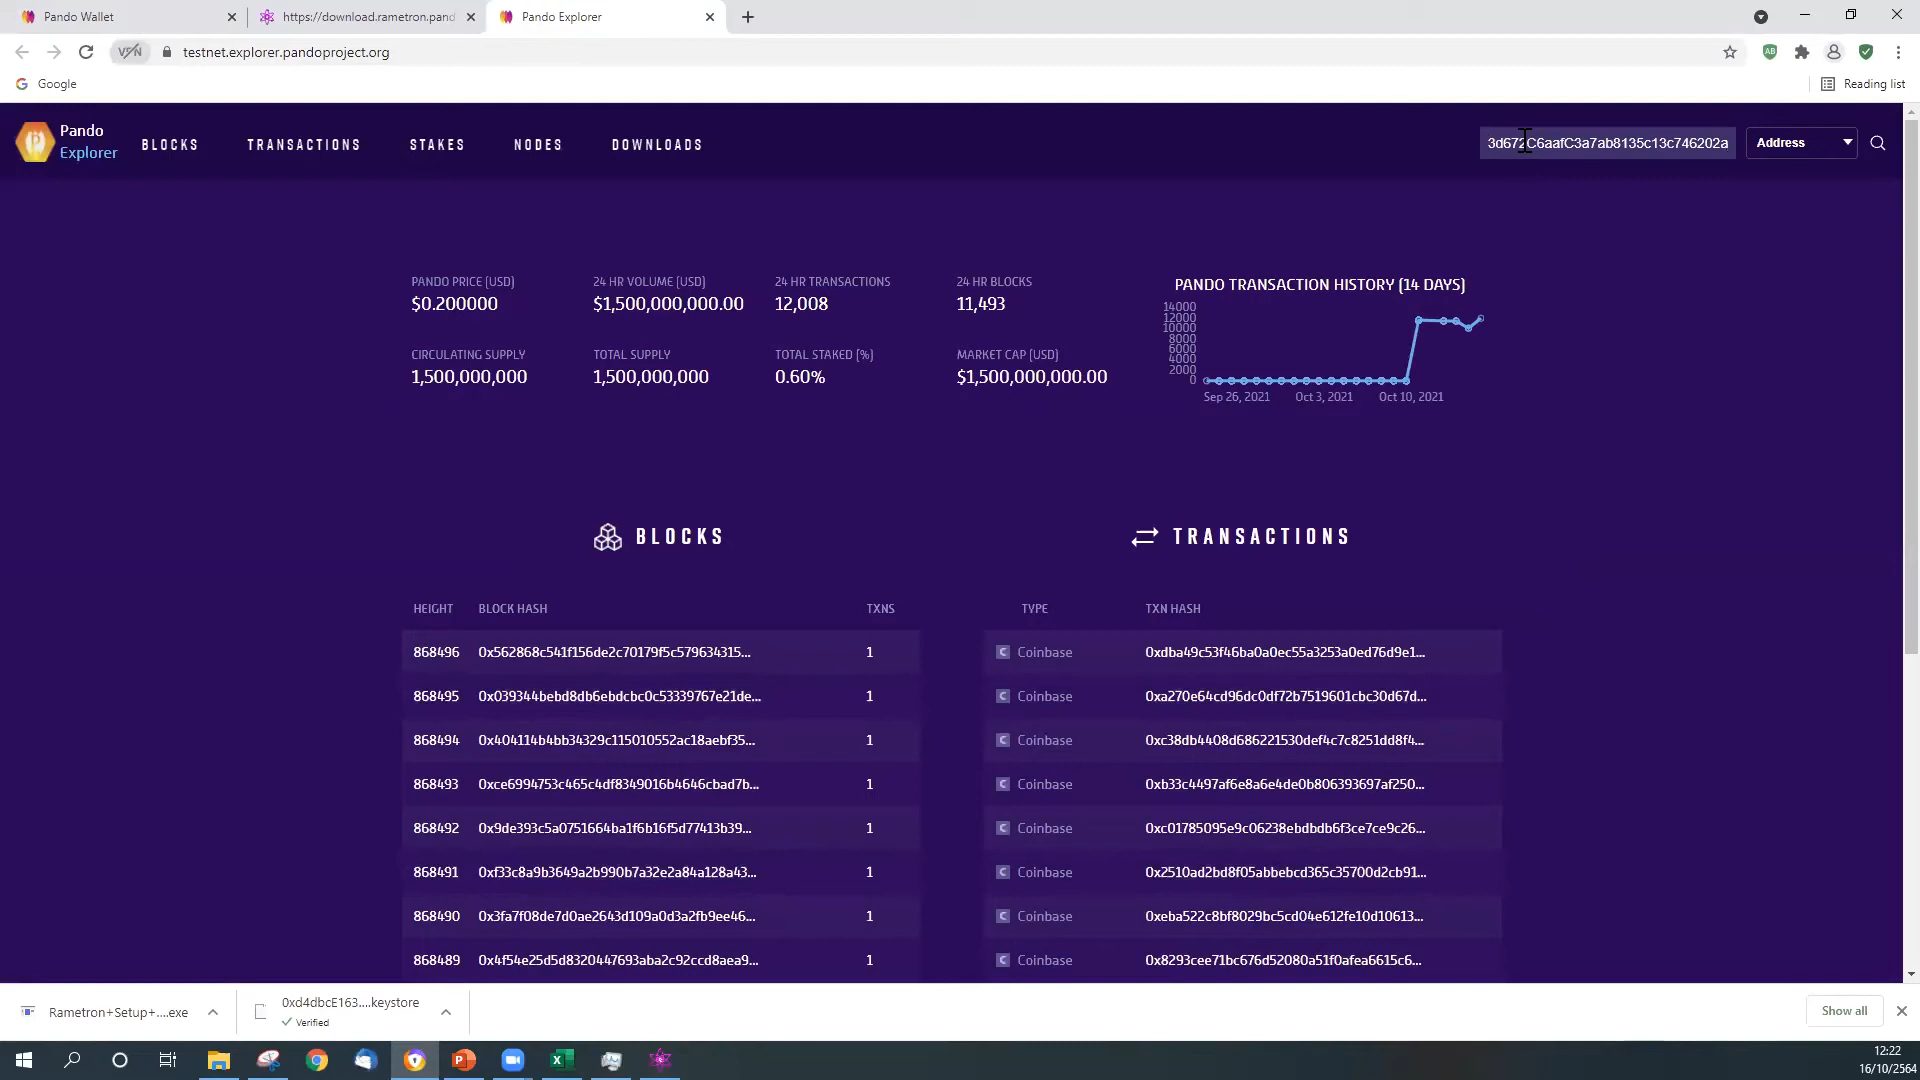 Pando Wallet
https://download.rametron.pand
Pando Explorer
VPN
testnet.explorer.pandoproject.org
Google
Reading list
Pando
Explorer
BLOCKS
TRANSACTIONS
STAKES
NODES
DOWNLOADS
3d672C6aafC3a7ab8135c13c746202a
Address
PANDO PRICE (USD)
$0.200000
24 HR VOLUME (USD)
$1,500,000,000.00
24 HR TRANSACTIONS
12,008
24 HR BLOCKS
11,493
CIRCULATING SUPPLY
1,500,000,000
TOTAL SUPPLY
1,500,000,000
TOTAL STAKED (%)
0.60%
MARKET CAP (USD)
$1,500,000,000.00
PANDO TRANSACTION HISTORY (14 DAYS)
14000
12000
10000
8000
6000
4000
2000
0
Sep 26, 2021 Oct 3, 2021 Oct 10, 2021
BLOCKS
HEIGHT BLOCK HASH TXNS
868496 0x562868c541f156de2c70179f5c579634315... 1
868495 0x039344bebd8db6ebdcbc0c53339767e21de... 1
868494 0x404114b4bb34329c115010552ac18aebf35... 1
868493 0xce6994753c465c4df8349016b4646cbad7b... 1
868492 0x9de393c5a0751664ba1f6b16f5d77413b39... 1
868491 0xf33c8a9b3649a2b990b7a32e2a84a128a43... 1
868490 0x3fa7f08de7d0ae2643d109a0d3a2fb9ee46... 1
868489 0x4f54e25d5d8320447693aba2c92ccd8aea9... 1
TRANSACTIONS
TYPE TXN HASH
C Coinbase 0xdba49c53f46ba0a0ec55a3253a0ed76d9e1...
C Coinbase 0xa270e64cd96dc0df72b7519601cbc30d67d...
C Coinbase 0xc38db4408d686221530def4c7c8251dd8f4...
C Coinbase 0xb33c4497af6e8a6e4de0b806393697af250...
C Coinbase 0xc01785095e9c06238ebdbdb6f3ce7ce9c26...
C Coinbase 0x2510ad2bd8f05abbebcd365c35700d2cb91...
C Coinbase 0xeba522c8bf8029bc5cd04e612fe10d10613...
C Coinbase 0x8293cee71bc676d52080a51f0afea6615c6...
Rametron+Setup+....exe
0xd4dbcE163....keystore
Verified
Show all
12:22
16/10/2564